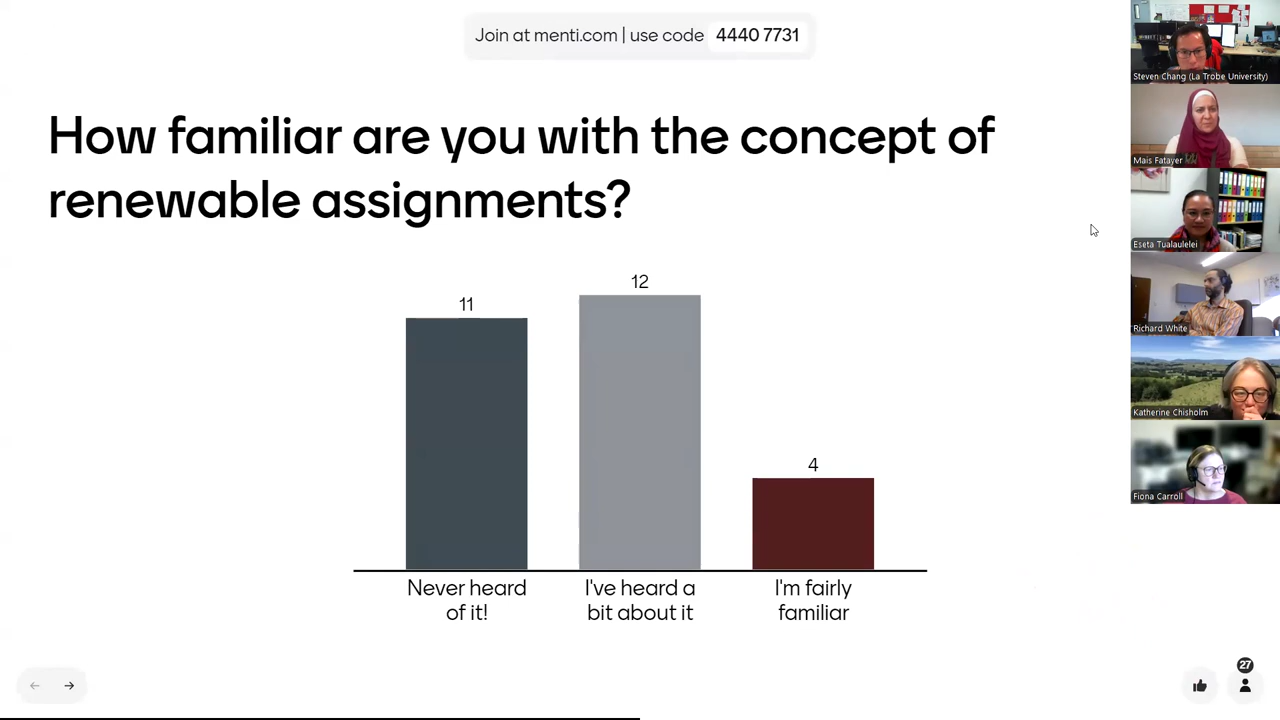 Join at menti.com | use code 4440 7731
How familiar are you with the concept of
renewable assignments?
11
12
4
Never heard
of it!
I've heard a
bit about it
I'm fairly
familiar
27
Steven Chang (La Trobe University)
Mais Fatayer
Eseta Tualaulelei
Richard White
Katherine Chisholm
Fiona Carroll